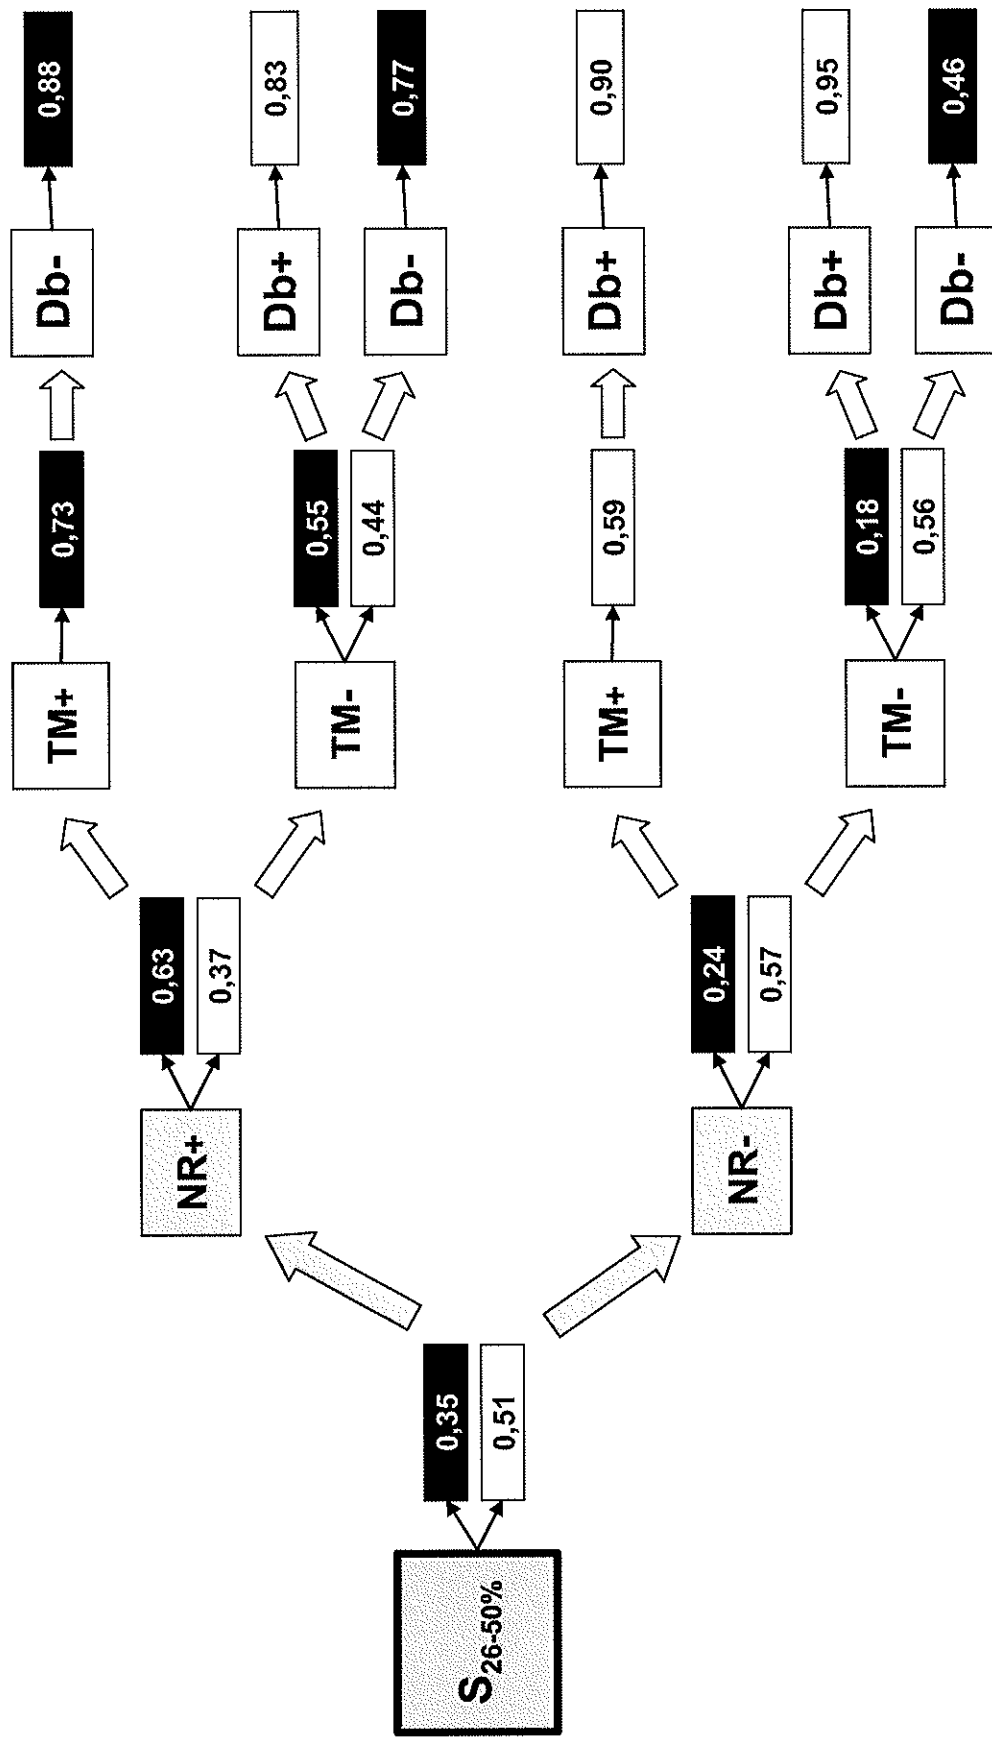 S26-50%
0,35
0,51
NR+
0,63
0,37
NR-
0,24
0,57
TM+
0,73
TM-
0,55
0,44
TM+
0,59
TM-
0,18
0,56
Db-
0,88
Db+
0,83
Db-
0,77
Db+
0,90
Db+
0,95
Db-
0,46